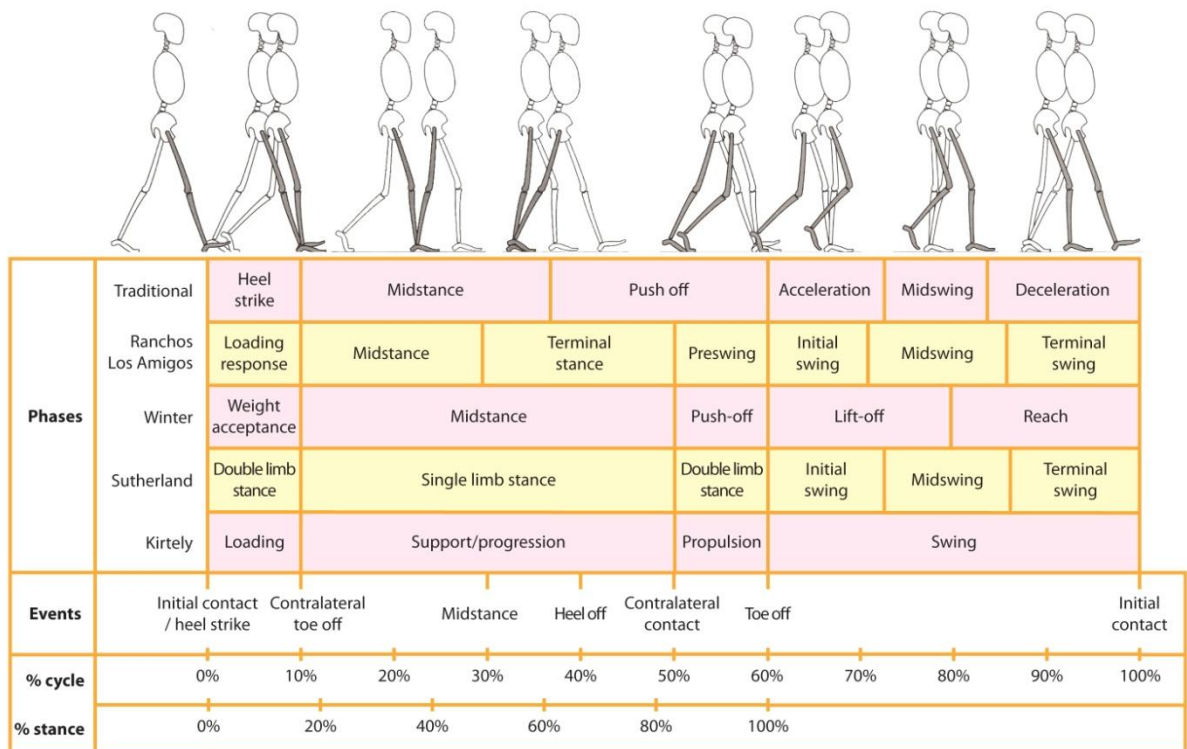 Phases
Traditional
Heel
strike
Midstance
Push off
Acceleration
Midswing
Deceleration
Ranchos
Los Amigos
Loading
response
Midstance
Terminal
stance
Preswing
Initial
swing
Midswing
Terminal
swing
Winter
Weight
acceptance
Midstance
Push-off
Lift-off
Reach
Sutherland
Double limb
stance
Single limb stance
Double limb
stance
Initial
swing
Midswing
Terminal
swing
Kirtely
Loading
Support/progression
Propulsion
Swing
Events
Initial contact
/ heel strike
Contralateral
toe off
Midstance
Heel off
Contralateral
contact
Toe off
Initial
contact
% cycle
0% 10% 20% 30% 40% 50% 60% 70% 80% 90% 100%
% stance
0% 20% 40% 60% 80% 100%